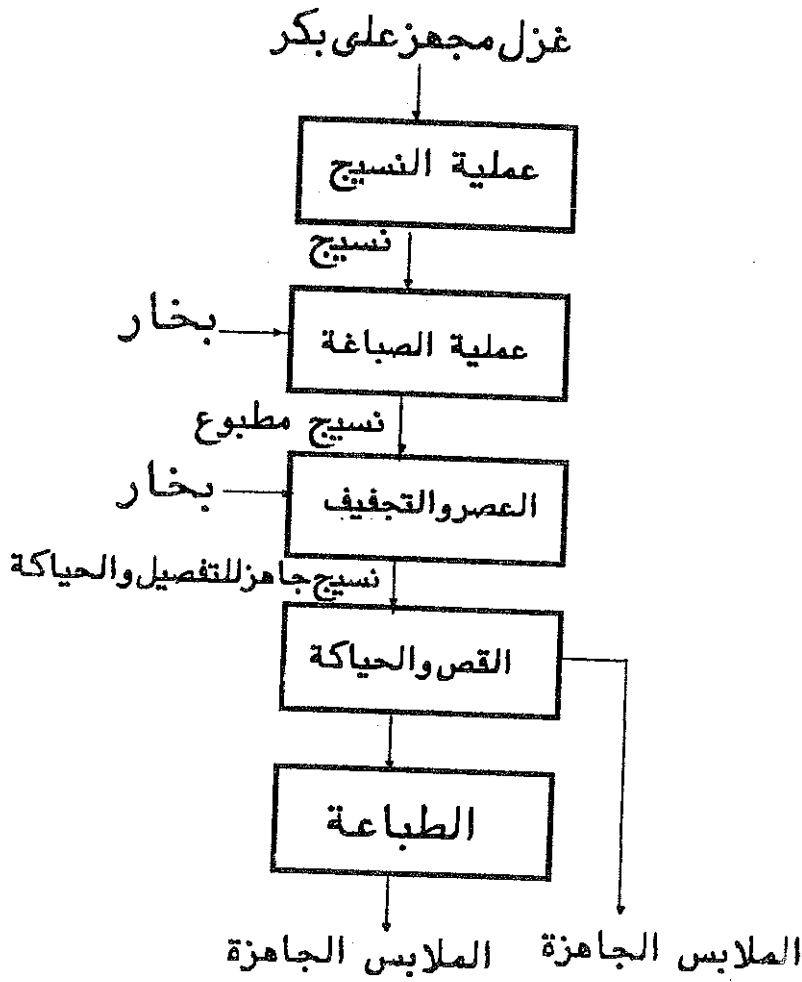 غزل مجهز على بكر
عملية النسيج
نسيج
بخار
عملية الصباغة
نسيج مطبوع
بخار
العصر والتجفيف
نسيج جاهز للتفصيل والحياكة
القص والحياكة
الطباعة
الملابس الجاهزة
الملابس الجاهزة